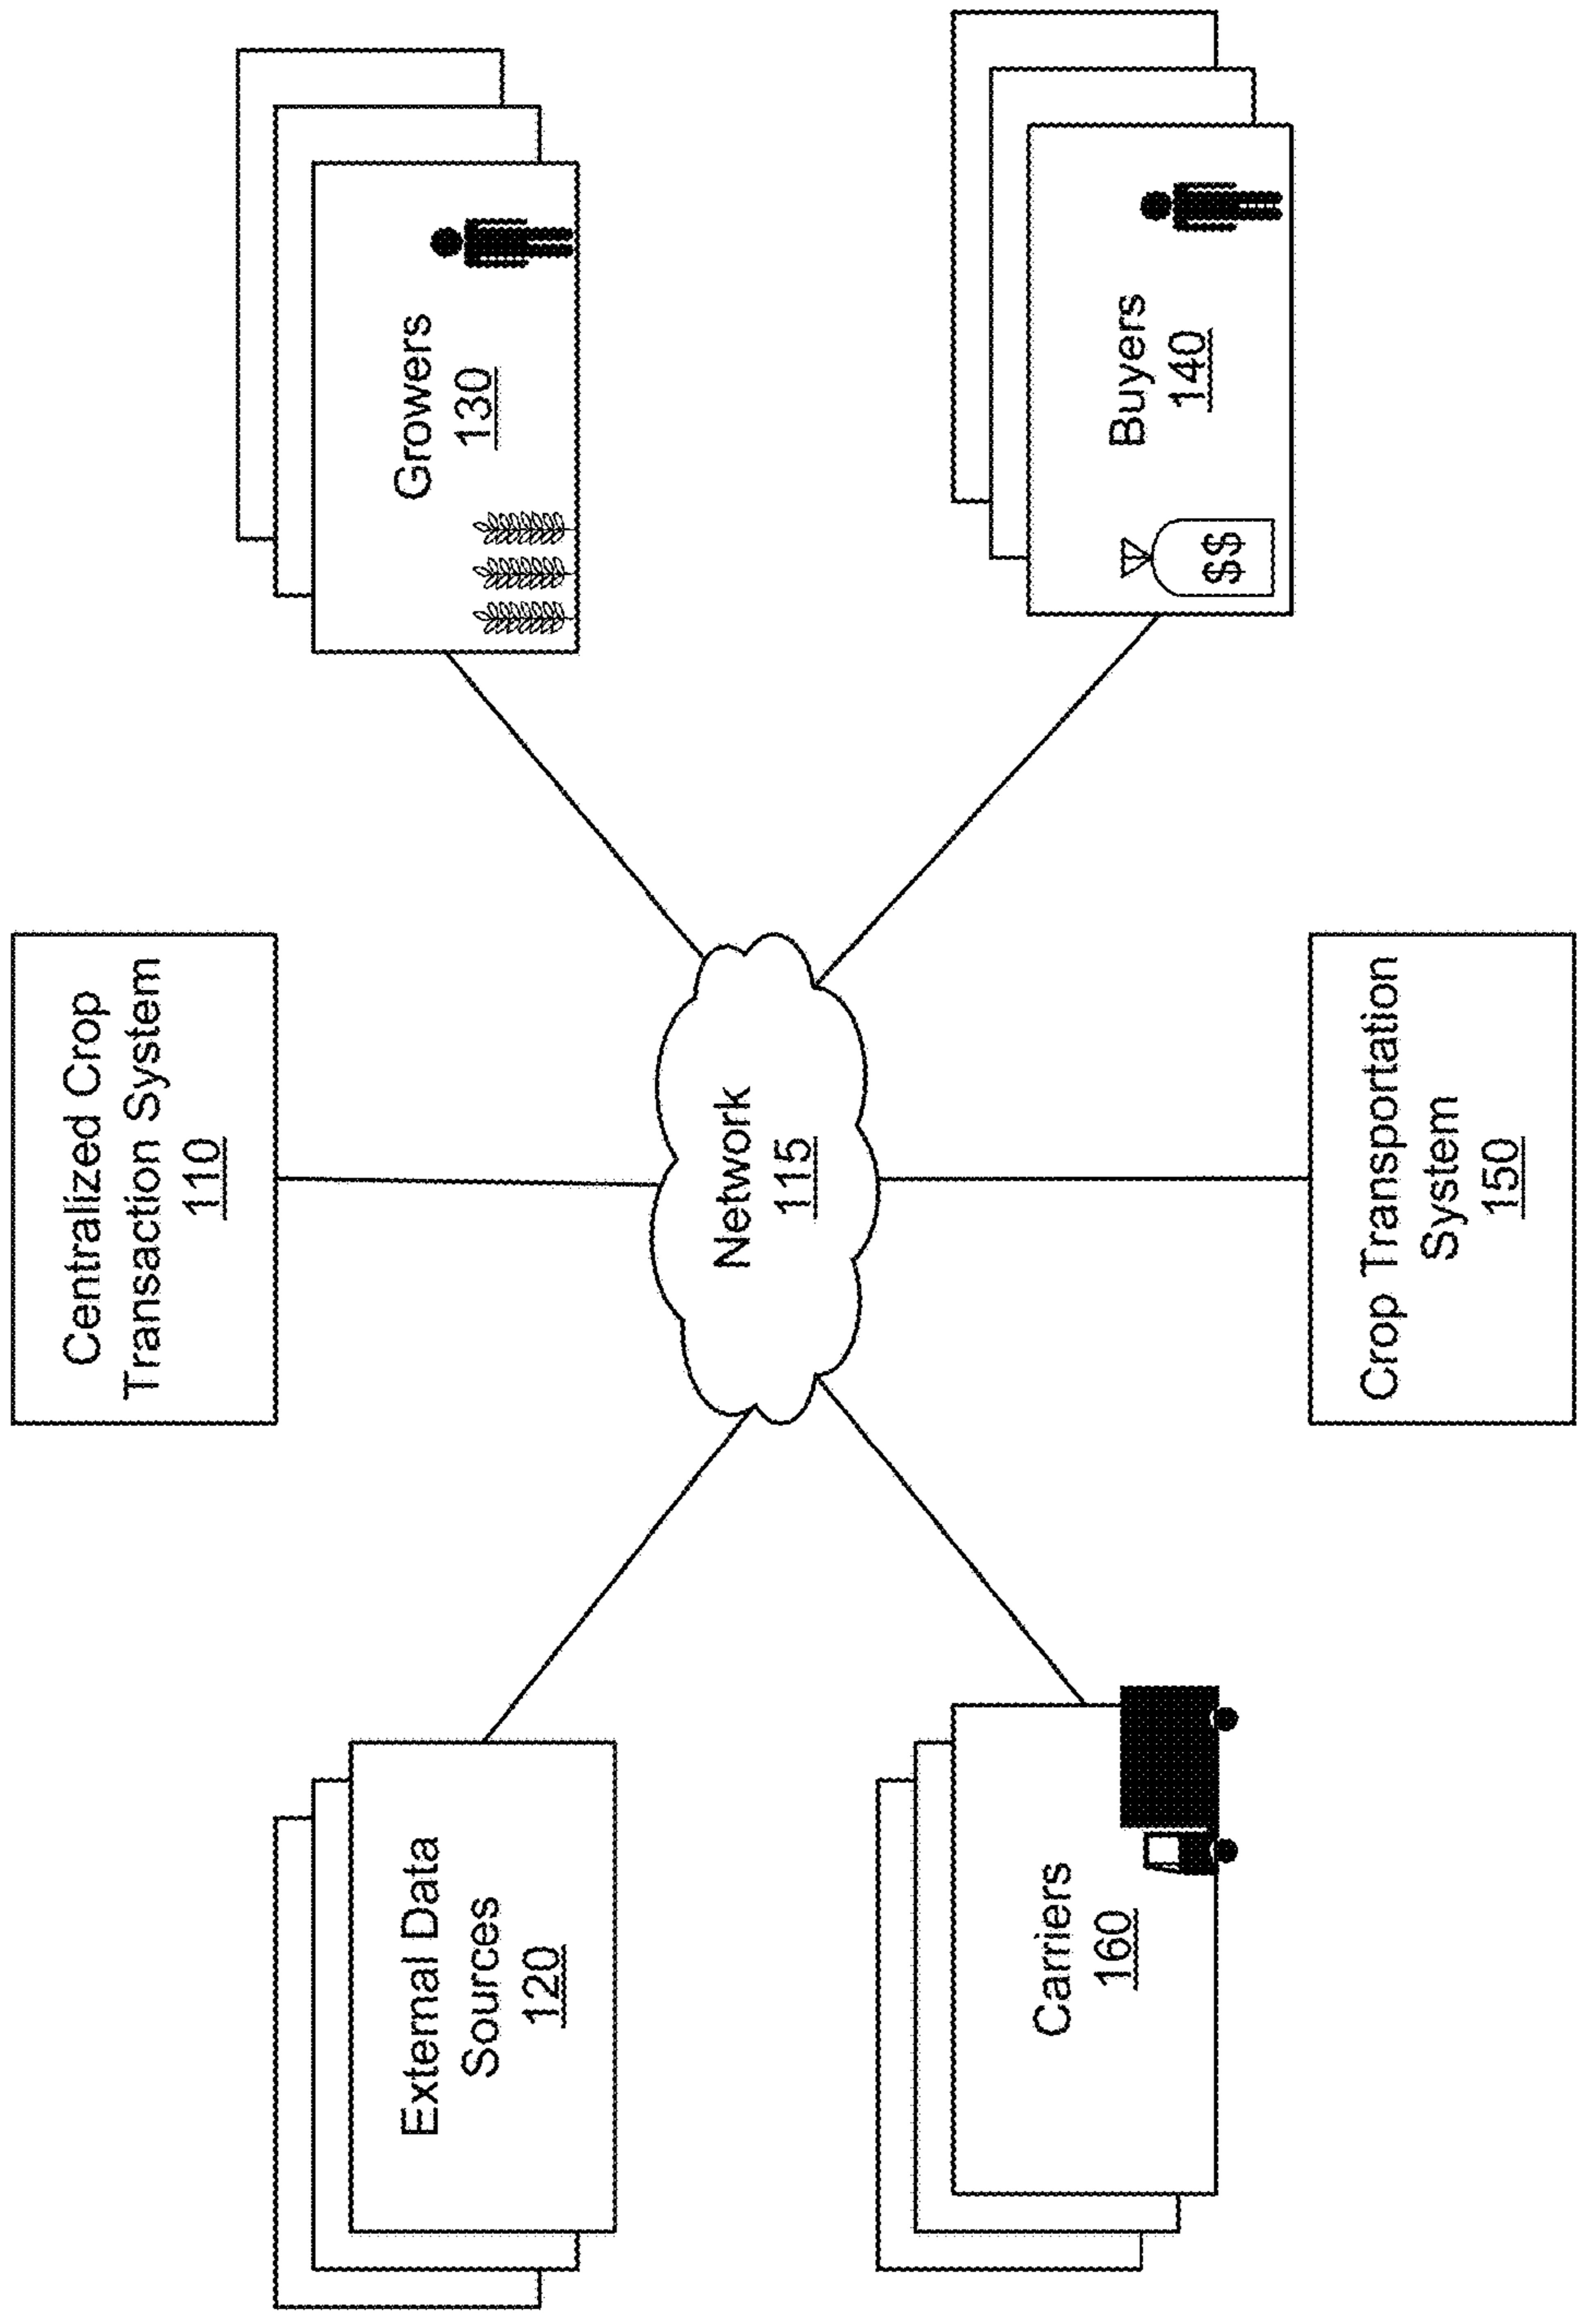 Centralized Crop
Transaction System
110
External Data
Sources
120
Growers
130
Network
115
Carriers
160
Buyers
140
$$
Crop Transportation
System
150